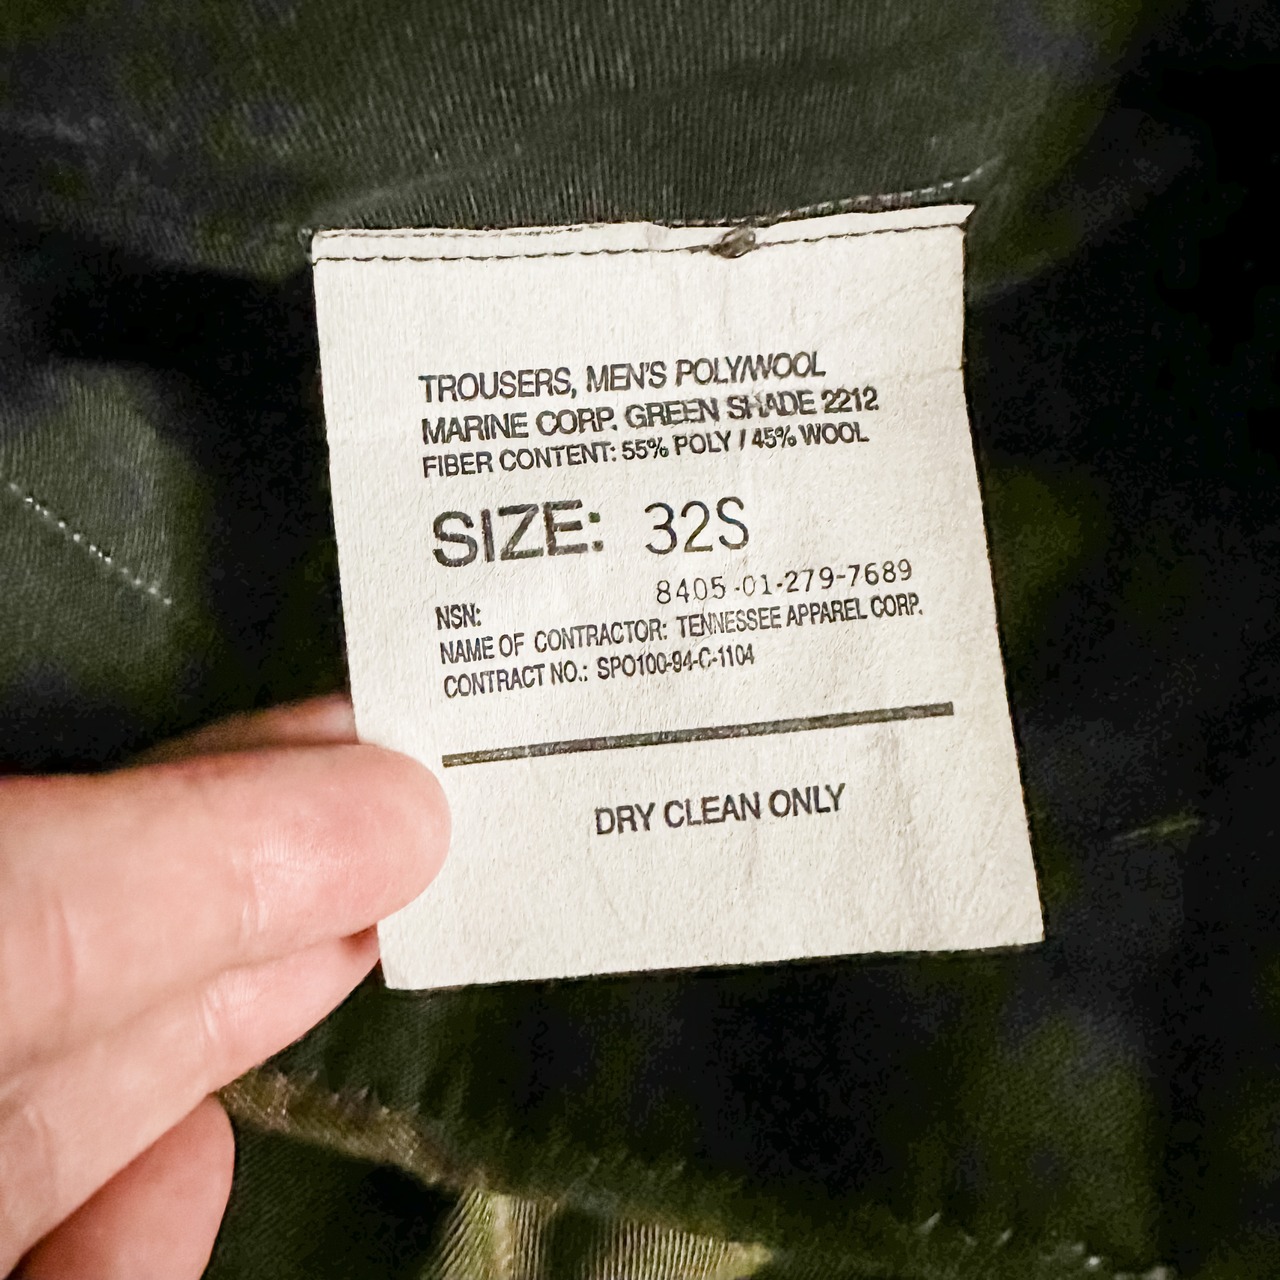 TROUSERS, MEN'S POLY/WOOL
MARINE CORP. GREEN SHADE 2212
FIBER CONTENT: 55% POLY / 45% WOOL
SIZE: 32S
8405-01-279-7689
NSN:
NAME OF CONTRACTOR: TENNESSEE APPAREL CORP.
CONTRACT NO.: SPO100-94-C-1104
DRY CLEAN ONLY